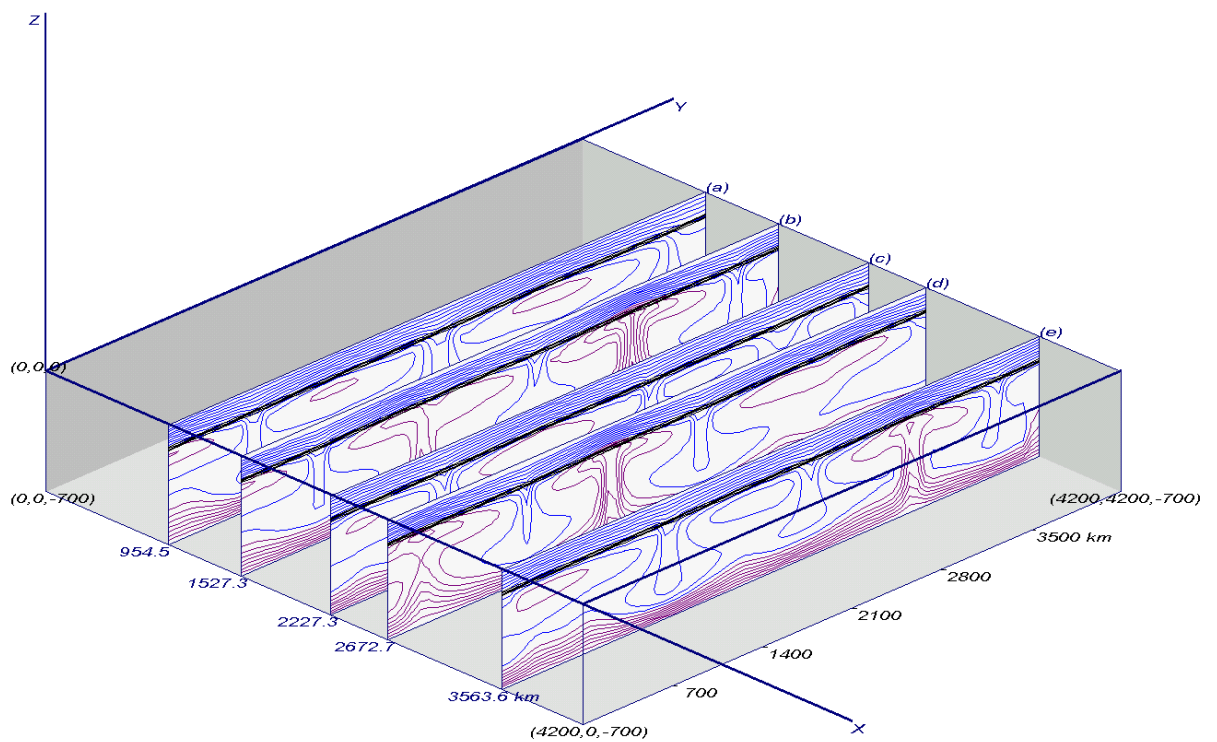 Z
Y
(a)
(b)
(c)
(d)
(e)
(0,0,0)
(0,0,-700)
(4200,4200,-700)
3500 km
954.5
2800
1527.3
2100
2227.3
1400
2672.7
700
3563.6 km
X
(4200,0,-700)